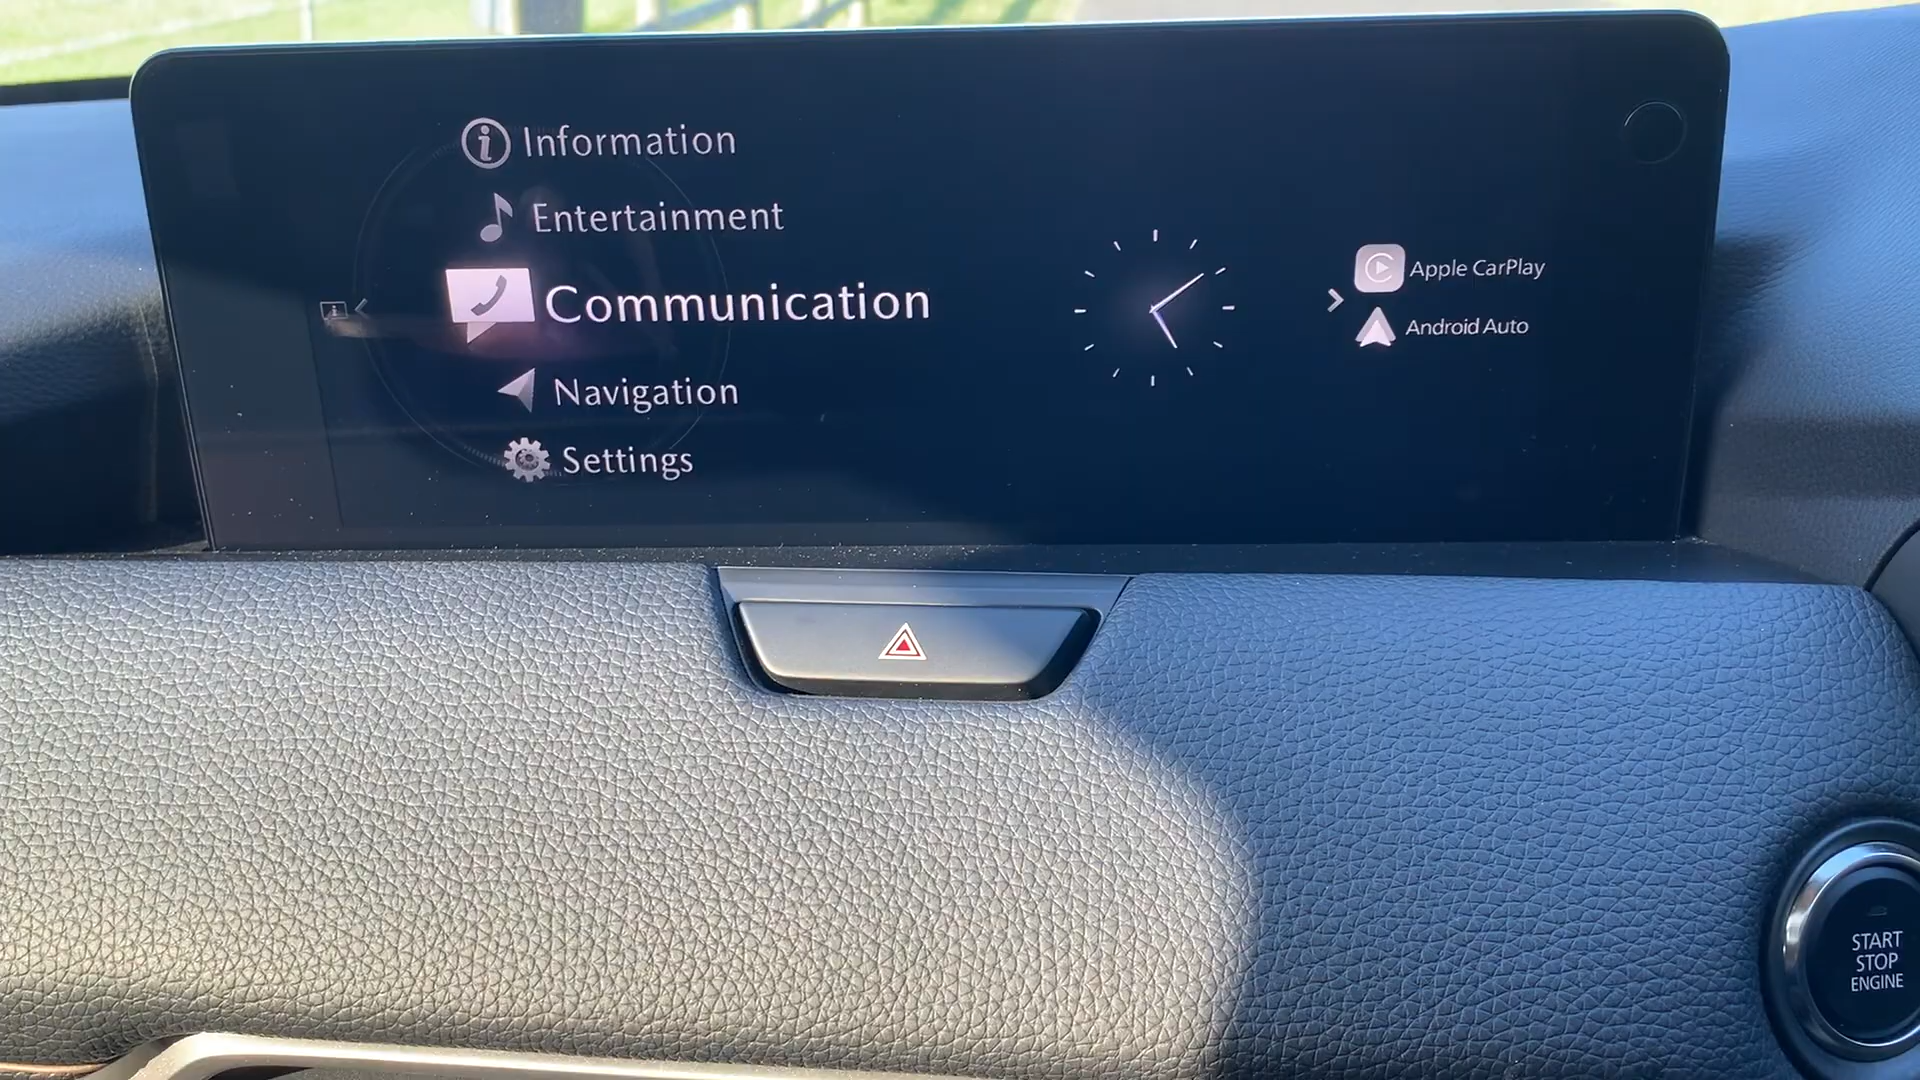 Information
Entertainment
Communication
Navigation
Settings
Apple CarPlay
Android Auto
START
STOP
ENGINE